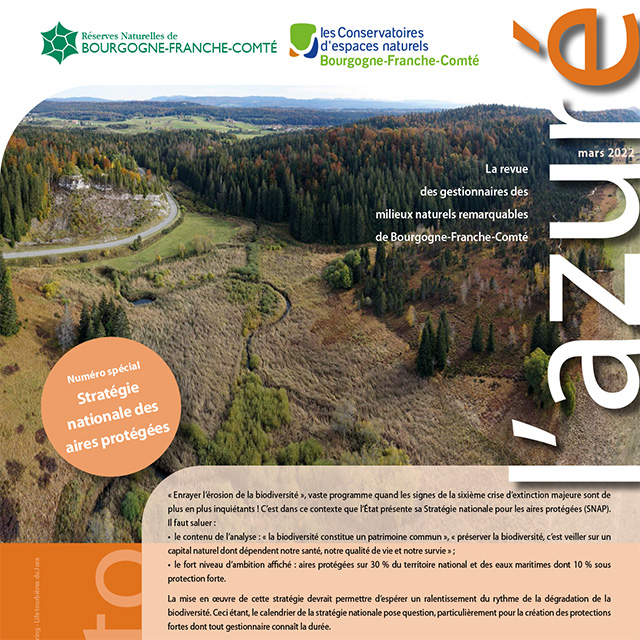 Réserves Naturelles de
BOURGOGNE-FRANCHE-COMTÉ
les Conservatoires
d'espaces naturels
Bourgogne-Franche-Comté
l'azuré
mars 2022
La revue
des gestionnaires des
milieux naturels remarquables
de Bourgogne-Franche-Comté
Numéro spécial
Stratégie
nationale des
aires protégées
« Enrayer l'érosion de la biodiversité », vaste programme quand les signes de la sixième crise d'extinction majeure sont de
plus en plus inquiétants ! C'est dans ce contexte que l'État présente sa Stratégie nationale pour les aires protégées (SNAP).
Il faut saluer :
• le contenu de l'analyse : « la biodiversité constitue un patrimoine commun », « préserver la biodiversité, c'est veiller sur un
capital naturel dont dépendent notre santé, notre qualité de vie et notre survie » ;
• le fort niveau d'ambition affiché : aires protégées sur 30 % du territoire national et des eaux maritimes dont 10 % sous
protection forte.
La mise en œuvre de cette stratégie devrait permettre d'espérer un ralentissement du rythme de la dégradation de la
biodiversité. Ceci étant, le calendrier de la stratégie nationale pose question, particulièrement pour la création des protections
fortes dont tout gestionnaire connaît la durée.
to
- Life tourbières du Jura